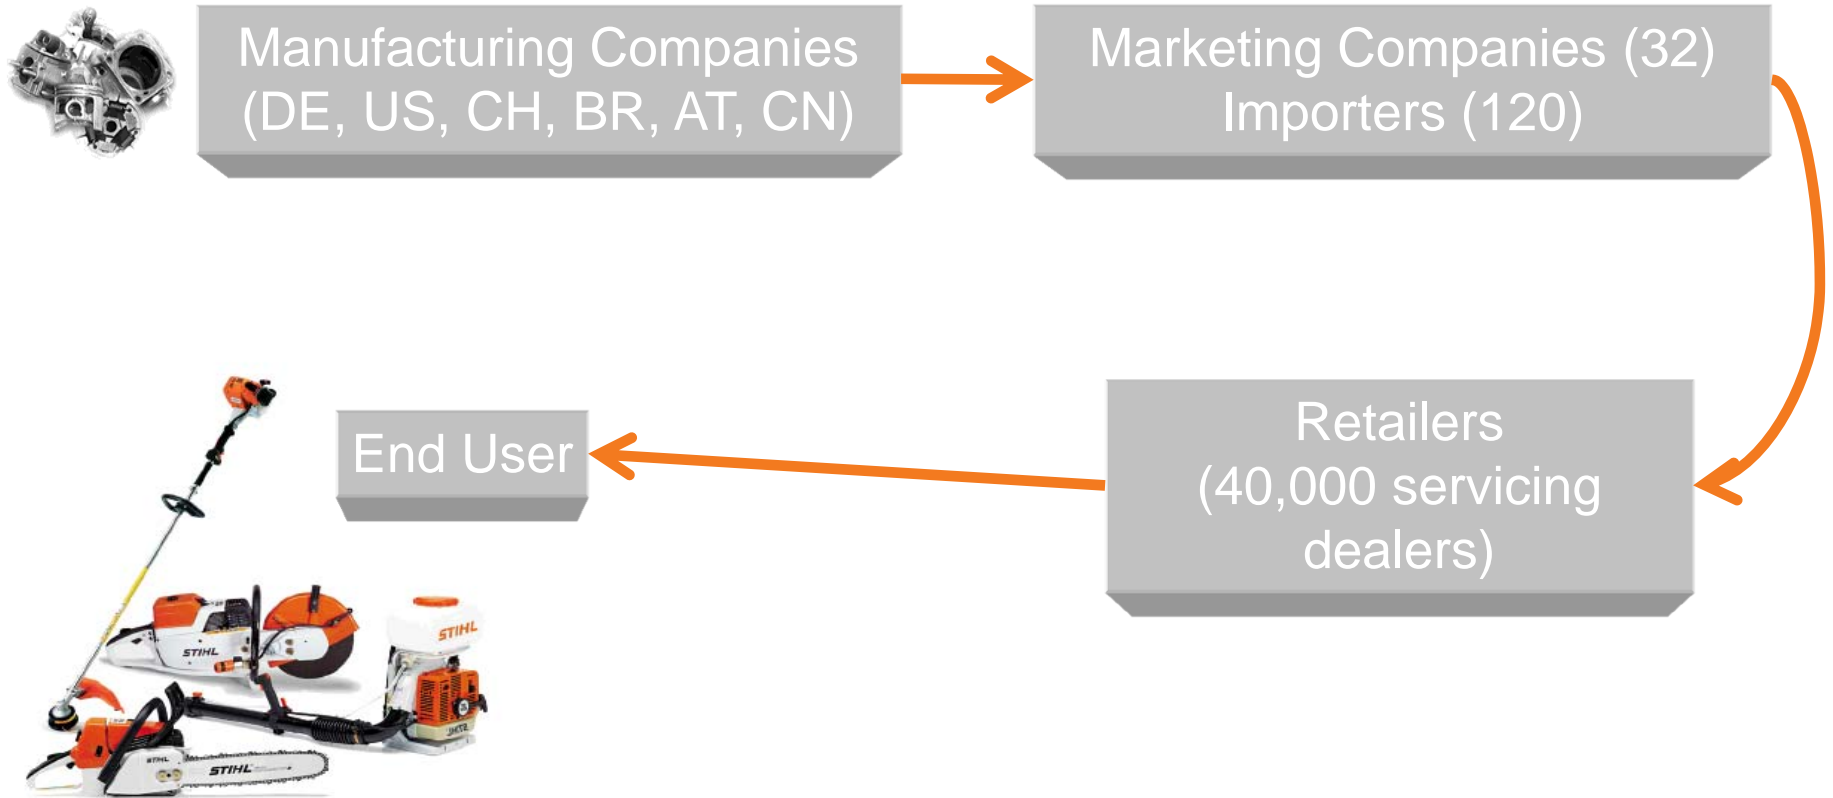 Manufacturing Companies
(DE, US, CH, BR, AT, CN)
Marketing Companies (32)
Importers (120)
Retailers
(40,000 servicing
dealers)
End User
STIHL
STIHL
STIHL
STIHL